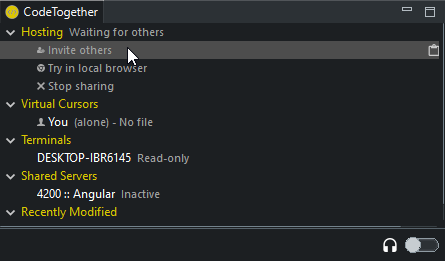 CodeTogether
Hosting Waiting for others
Invite others
Try in local browser
Stop sharing
Virtual Cursors
You (alone) - No file
Terminals
DESKTOP-IBR6145 Read-only
Shared Servers
4200 :: Angular Inactive
Recently Modified